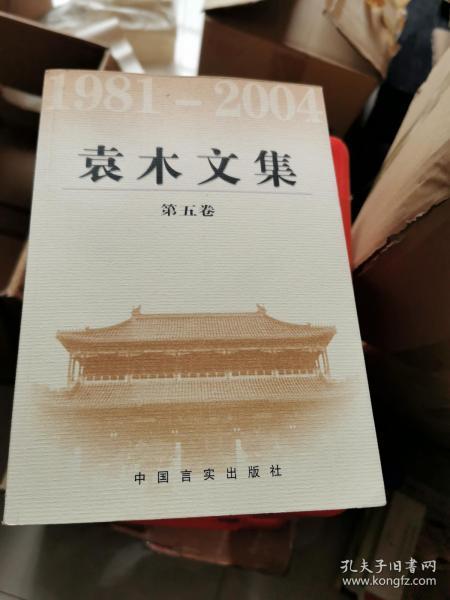 1981-2004
袁木文集
第五卷
中国言实出版社
孔夫子旧书网
www.kongfz.com